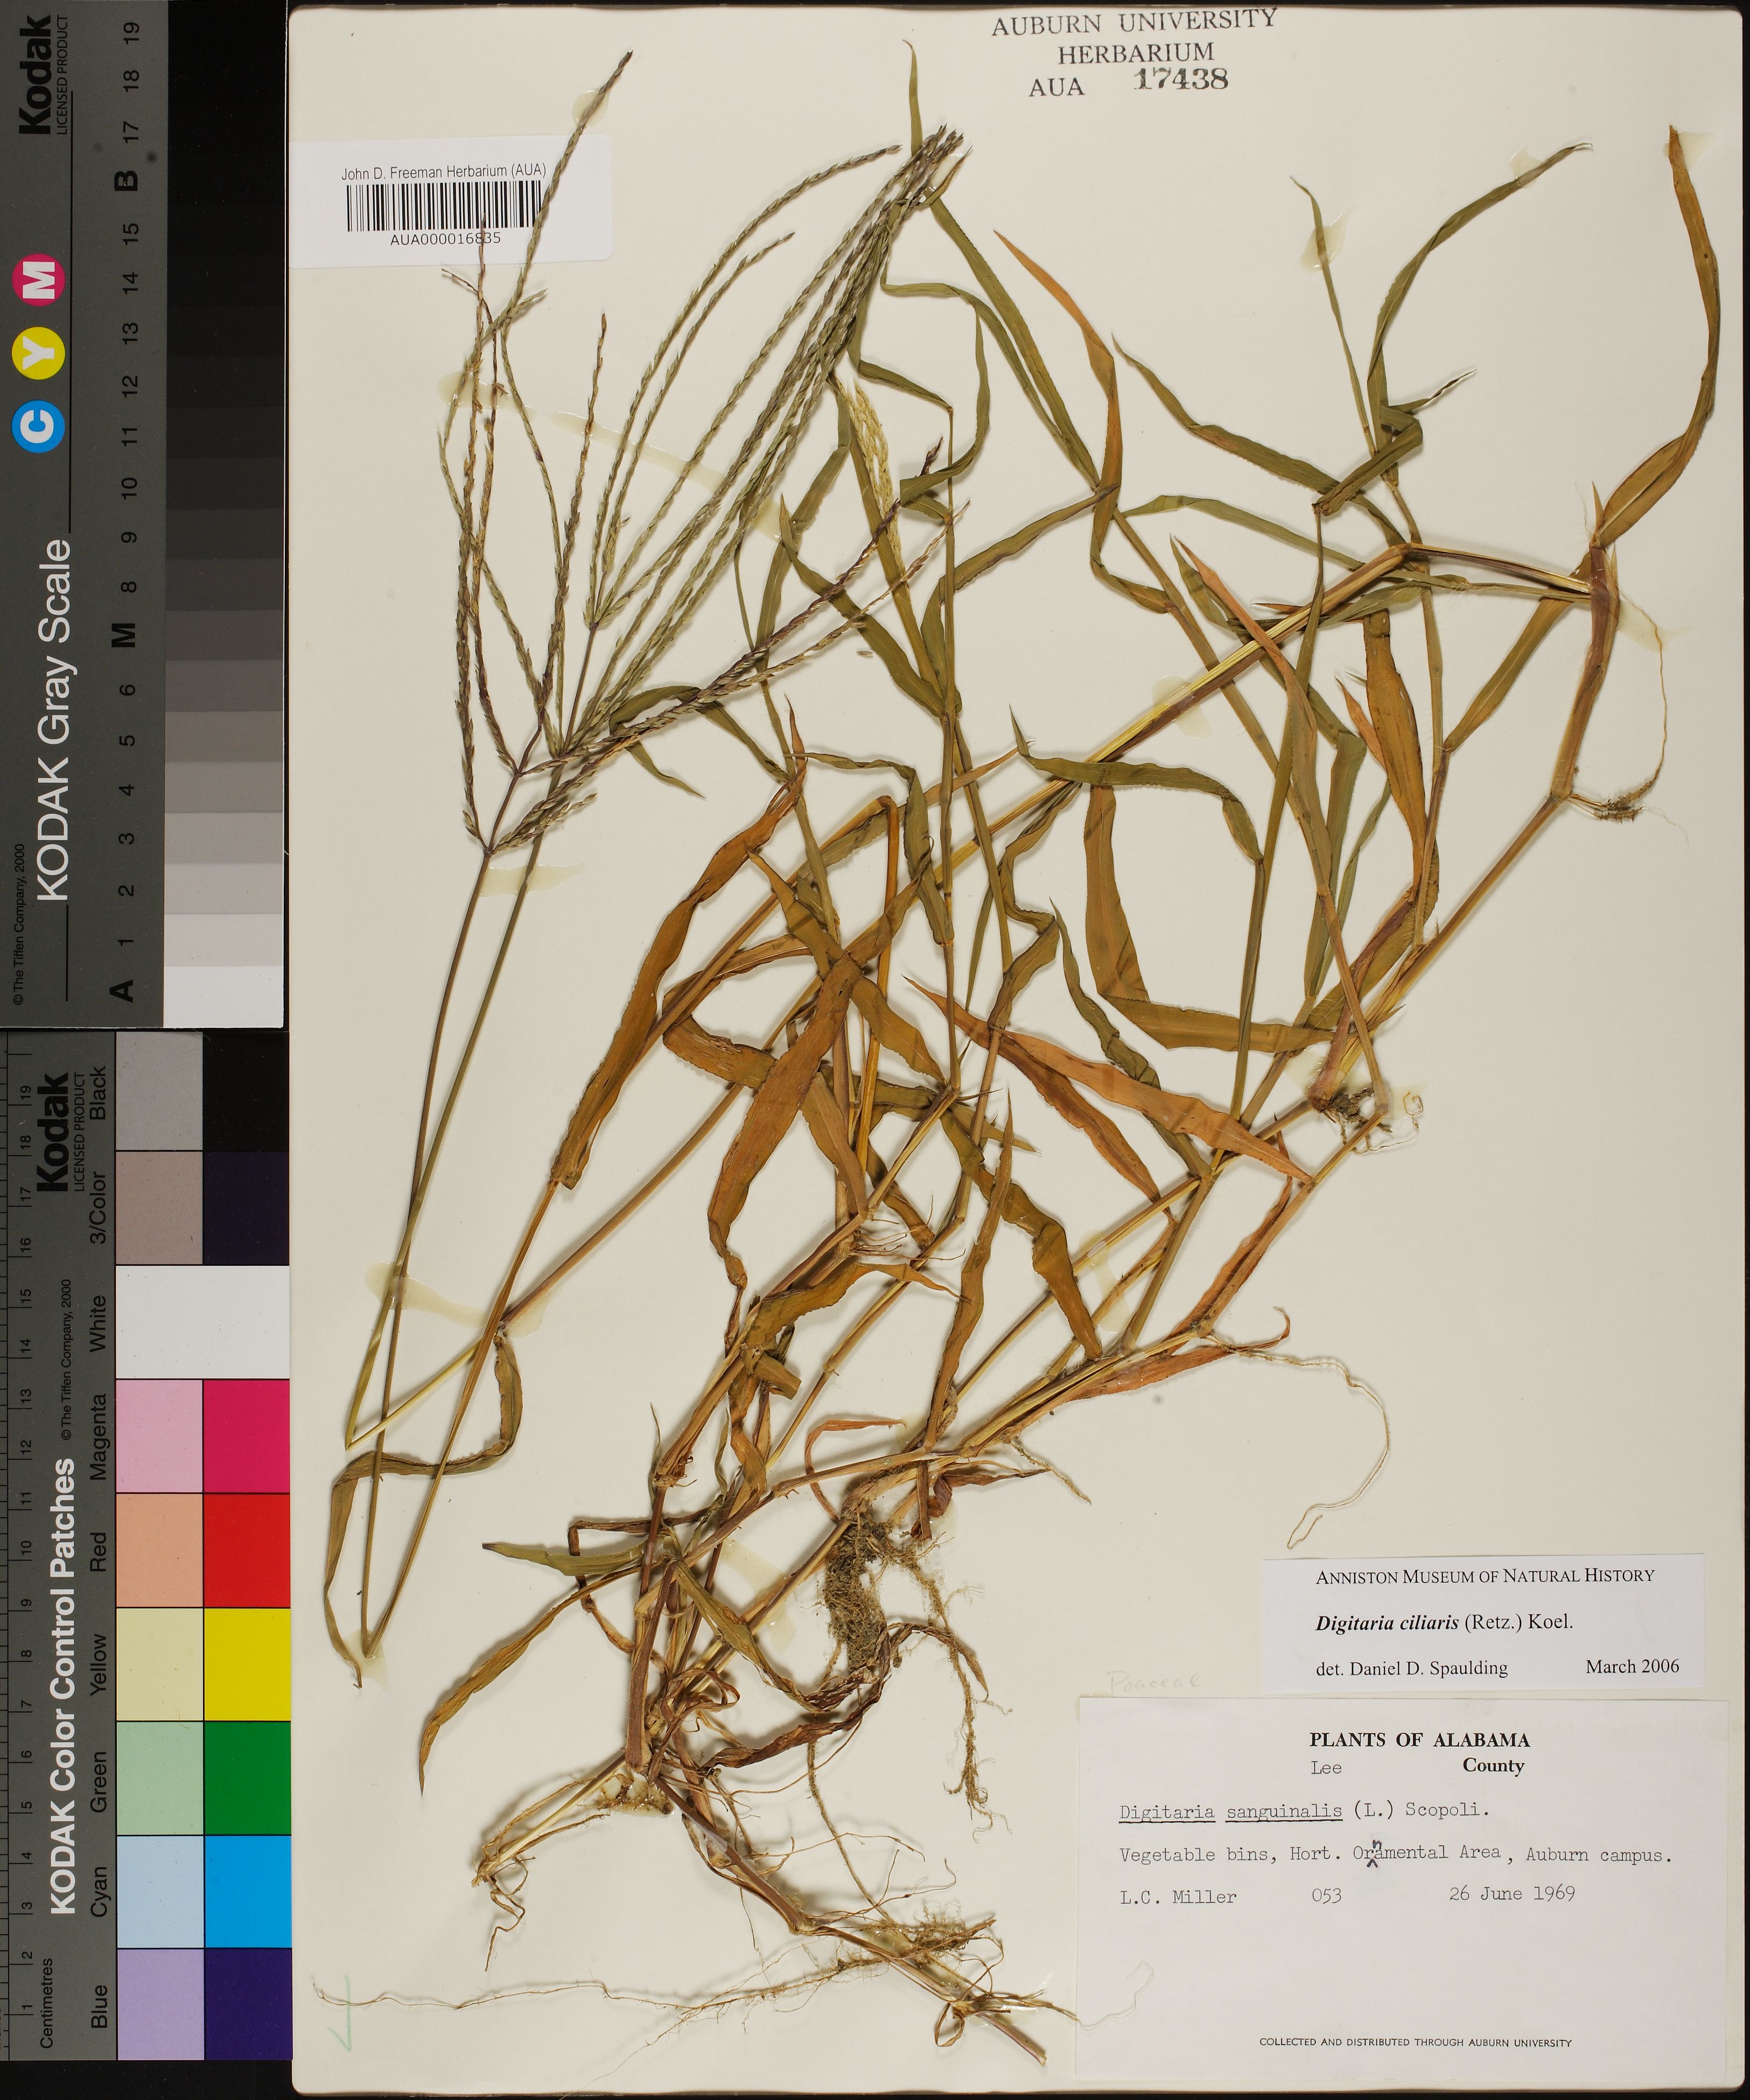 AUBURN UNIVERSITY
HERBARIUM
AUA 17438
John D. Freeman Herbarium (AUA)
AUA000016835
Kodak
LICENSED PRODUCT
KODAK Gray Scale
© The Tiffen Company, 2000
C Y M
A 1 2 3 4 5 6 M 8 9 10 11 12 13 14 15 B 17 18 19
Kodak
LICENSED PRODUCT
KODAK Color Control Patches
© The Tiffen Company, 2000
Centimetres
1 2 3 4 5 6 7 8 9 10 11 12 13 14 15 16 17 18 19
Blue Cyan Green Yellow Red Magenta White 3/Color Black
ANNISTON MUSEUM OF NATURAL HISTORY
Digitaria ciliaris (Retz.) Koel.
det. Daniel D. Spaulding March 2006
Poaceae
PLANTS OF ALABAMA
Lee County
Digitaria sanguinalis (L.) Scopoli.
Vegetable bins, Hort. Ornamental Area, Auburn campus.
L.C. Miller 053 26 June 1969
COLLECTED AND DISTRIBUTED THROUGH AUBURN UNIVERSITY